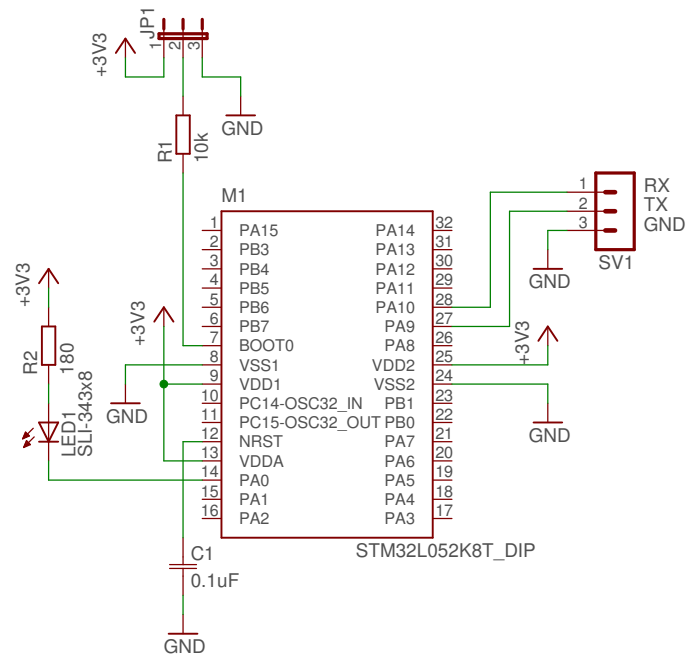 JP1
1
2
3
+3V3
GND
R1
10k
M1
1 PA15 PA14 32
2 PB3 PA13 31
3 PB4 PA12 30
4 PB5 PA11 29
5 PB6 PA10 28
6 PB7 PA9 27
7 BOOT0 PA8 26
8 VSS1 VDD2 25
9 VDD1 VSS2 24
10 PC14-OSC32_IN PB1 23
11 PC15-OSC32_OUT PB0 22
12 NRST PA7 21
13 VDDA PA6 20
14 PA0 PA5 19
15 PA1 PA4 18
16 PA2 PA3 17
STM32L052K8T_DIP
1 RX
2 TX
3 GND
SV1
GND
+3V3
GND
+3V3
GND
+3V3
R2
180
LED1
SLI-343x8
C1
0.1uF
GND